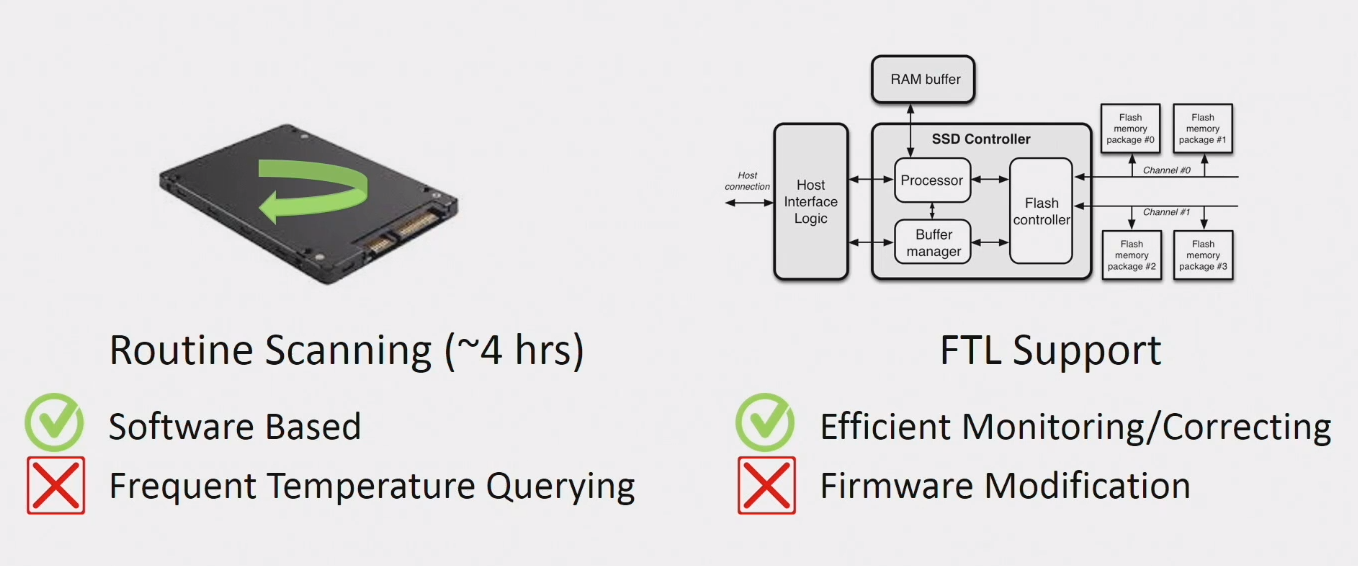 RAM buffer
SSD Controller
Host
connection
Host
Interface
Logic
Processor
Buffer
manager
Flash
controller
Flash
memory
package #0
Flash
memory
package #1
Channel #0
Channel #1
Flash
memory
package #2
Flash
memory
package #3
Routine Scanning (~4 hrs)
Software Based
Frequent Temperature Querying
FTL Support
Efficient Monitoring/Correcting
Firmware Modification